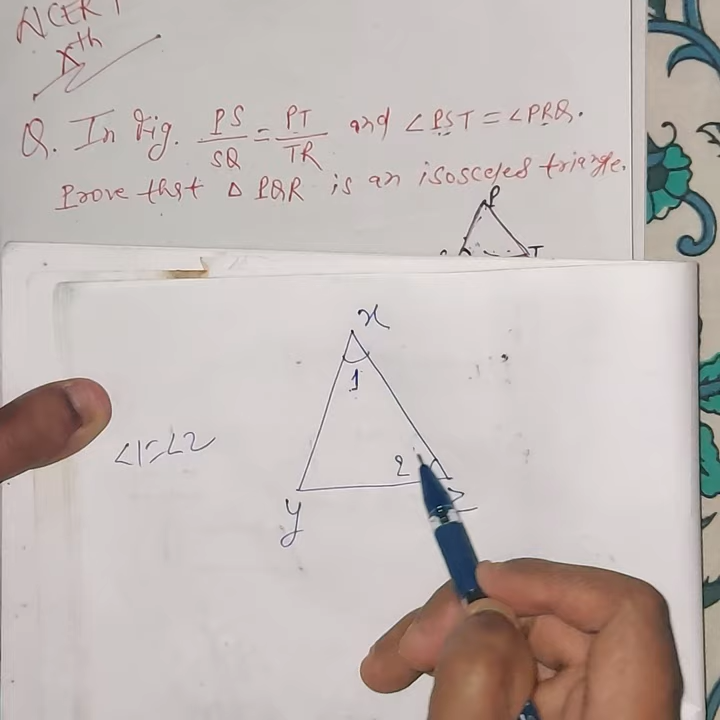 NCERT
Xth
Q. In fig. PS/SQ = PT/TR and ∠PST = ∠PRQ.
Prove that △ PQR is an isosceles triangle.
P
T
x
1
∠1=∠2
2
y